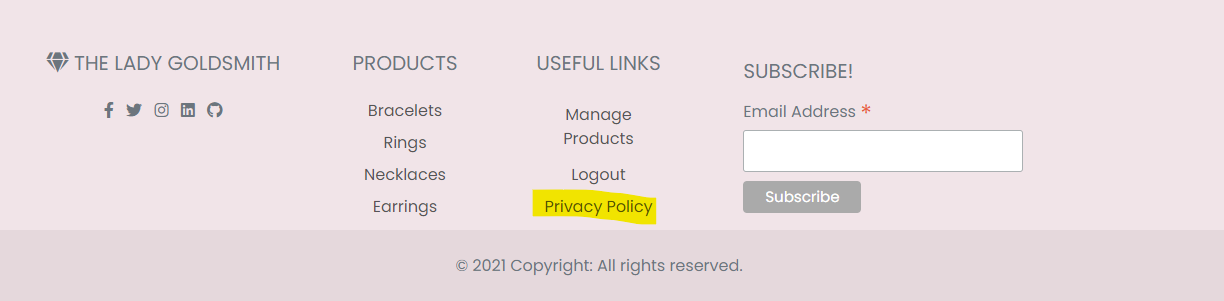 THE LADY GOLDSMITH
PRODUCTS
Bracelets
Rings
Necklaces
Earrings
USEFUL LINKS
Manage
Products
Logout
Privacy Policy
SUBSCRIBE!
Email Address *
Subscribe
© 2021 Copyright: All rights reserved.